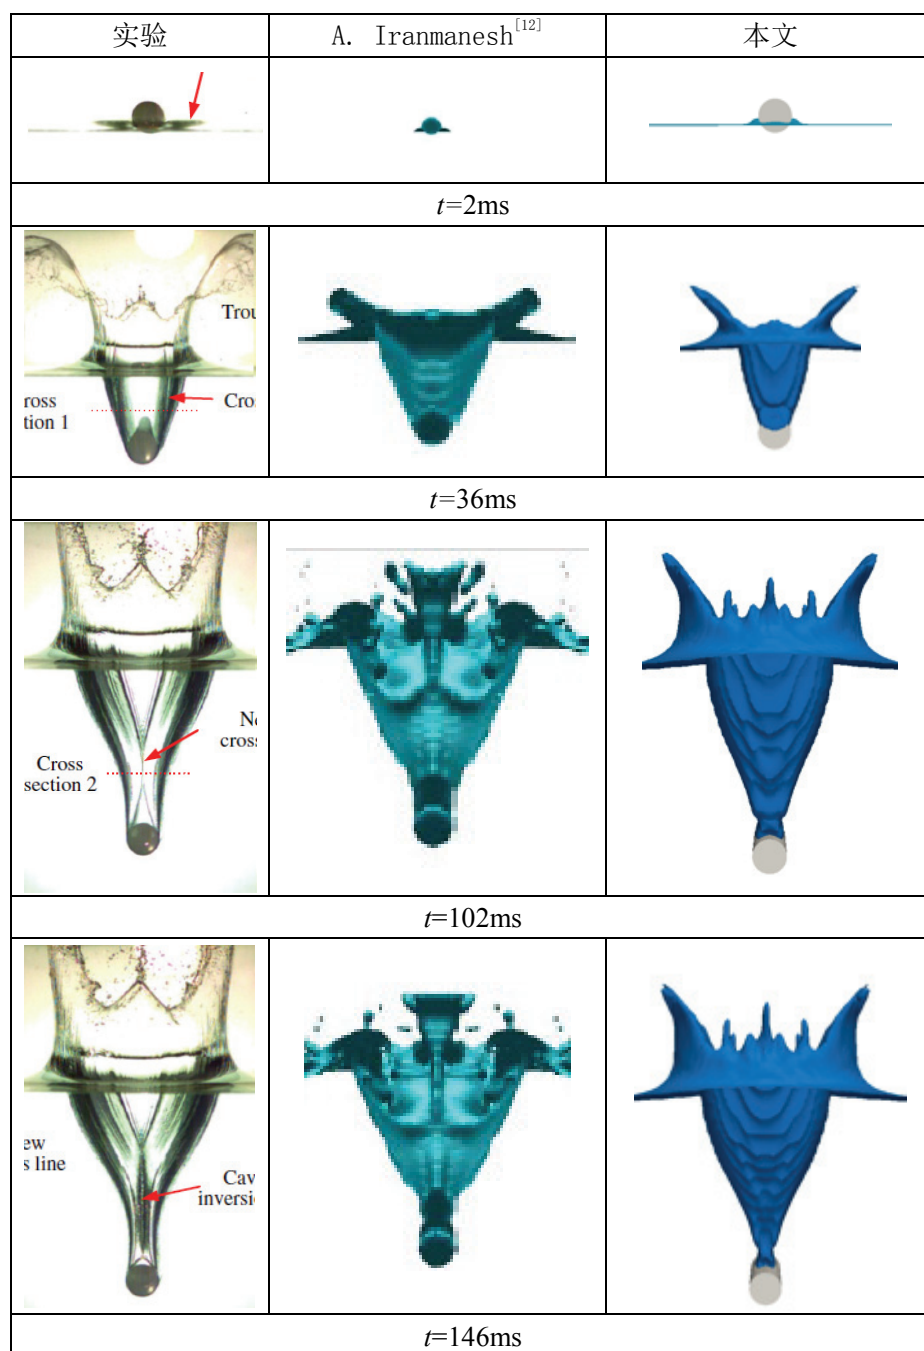 实验 A. Iranmanesh[12] 本文
t=2ms
Trou
ross
tion 1
Cro
t=36ms
Cross
section 2
cross
t=102ms
ew
s line
Cav
inversi
t=146ms